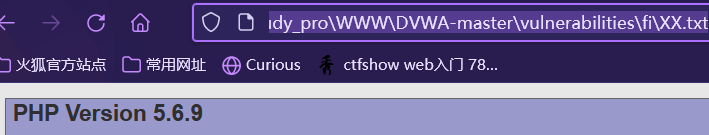 udy_pro\WWW\DVWA-master\vulnerabilities\fi\XX.txt
火狐官方站点 常用网址 Curious ctfshow web入门 78...
PHP Version 5.6.9